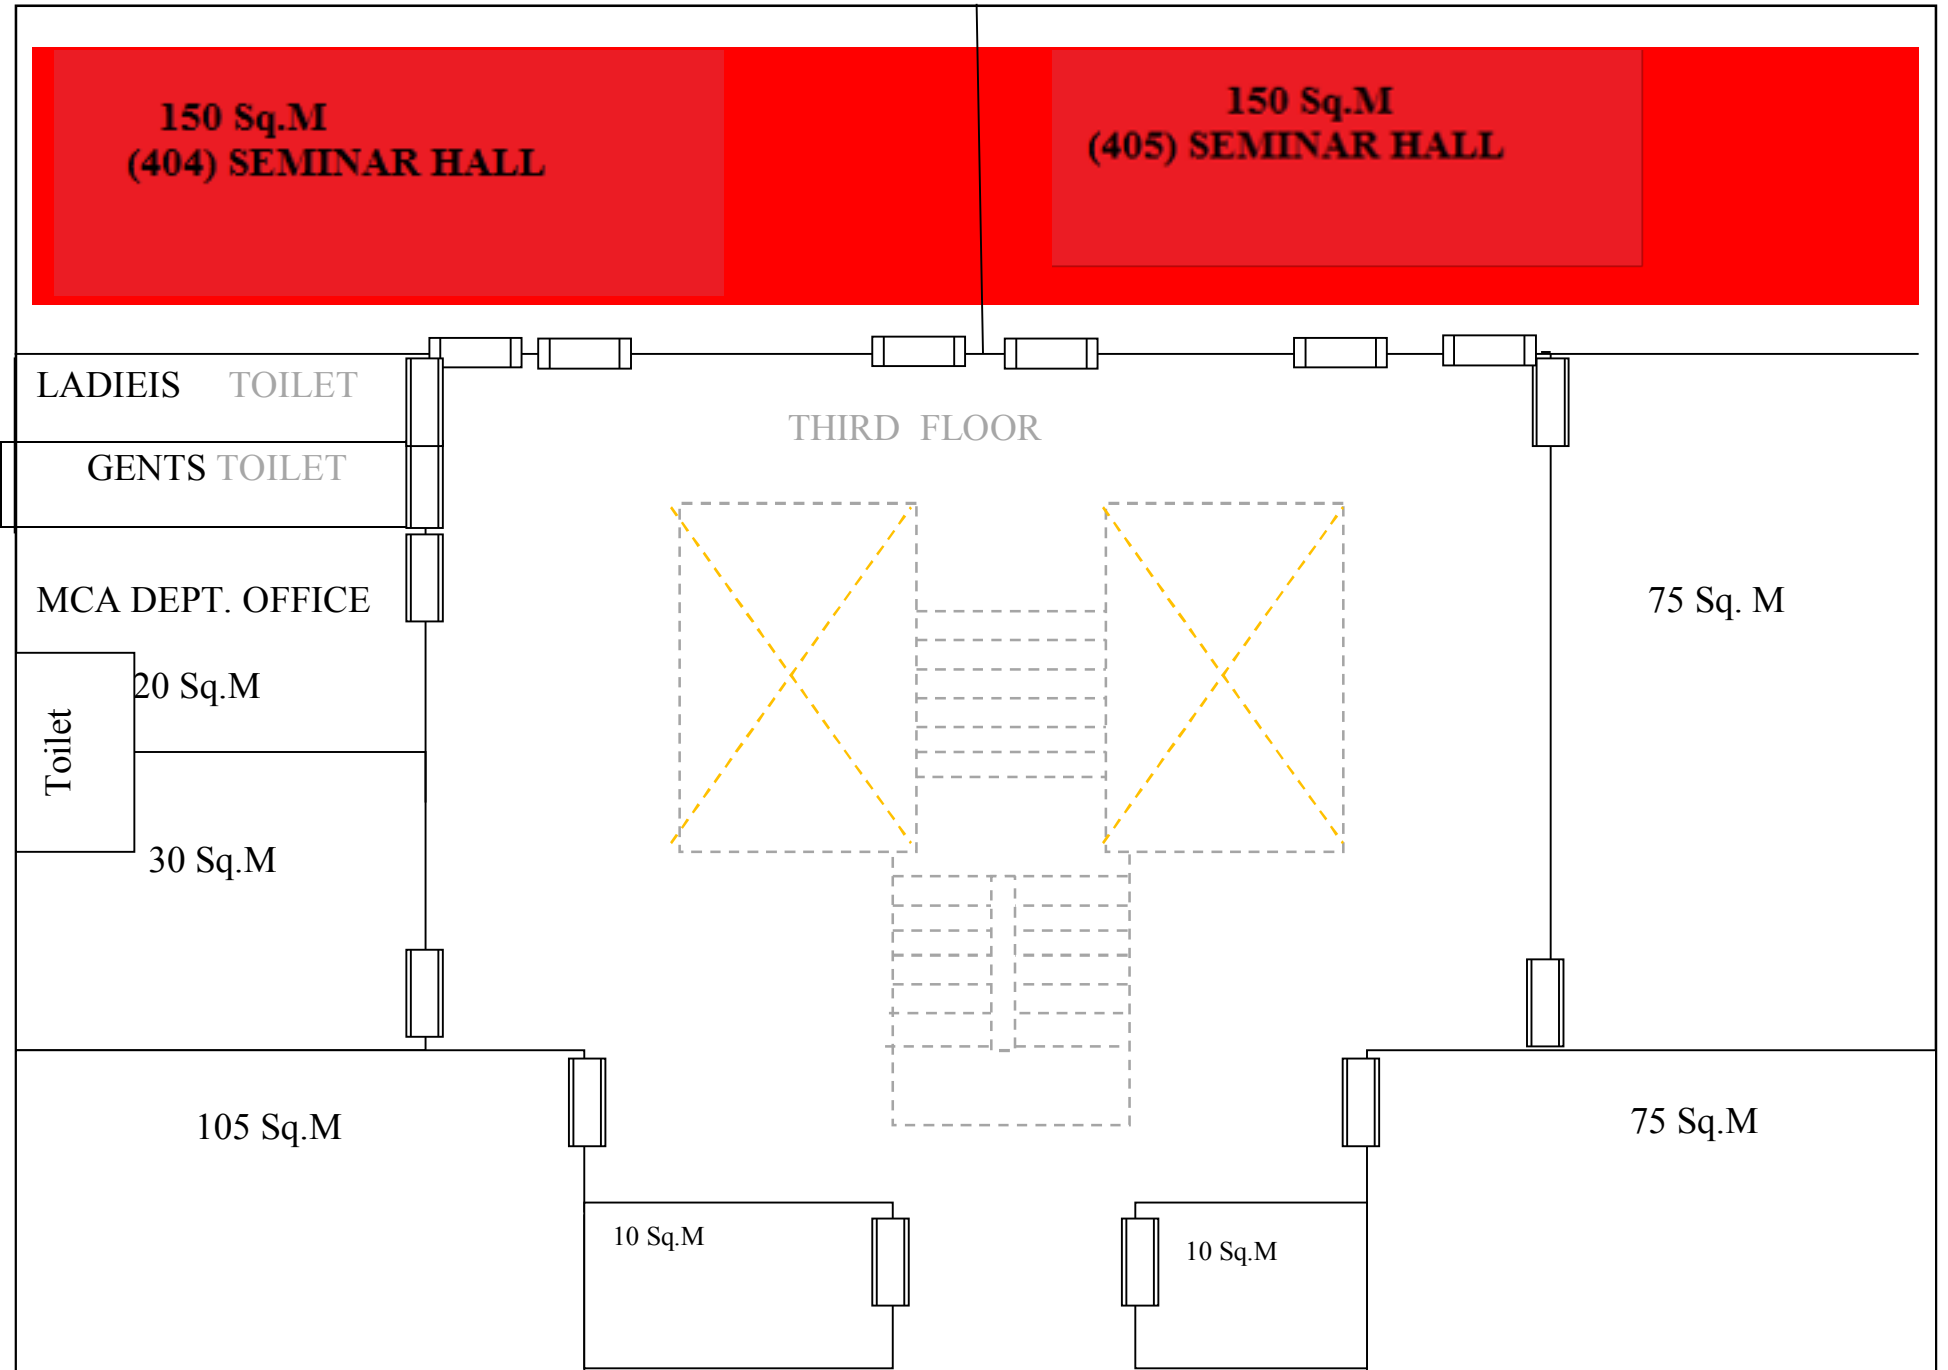 150 Sq.M
(404) SEMINAR HALL
150 Sq.M
(405) SEMINAR HALL
LADIEIS TOILET
THIRD FLOOR
GENTS TOILET
MCA DEPT. OFFICE
75 Sq. M
20 Sq.M
Toilet
30 Sq.M
105 Sq.M
75 Sq.M
10 Sq.M
10 Sq.M